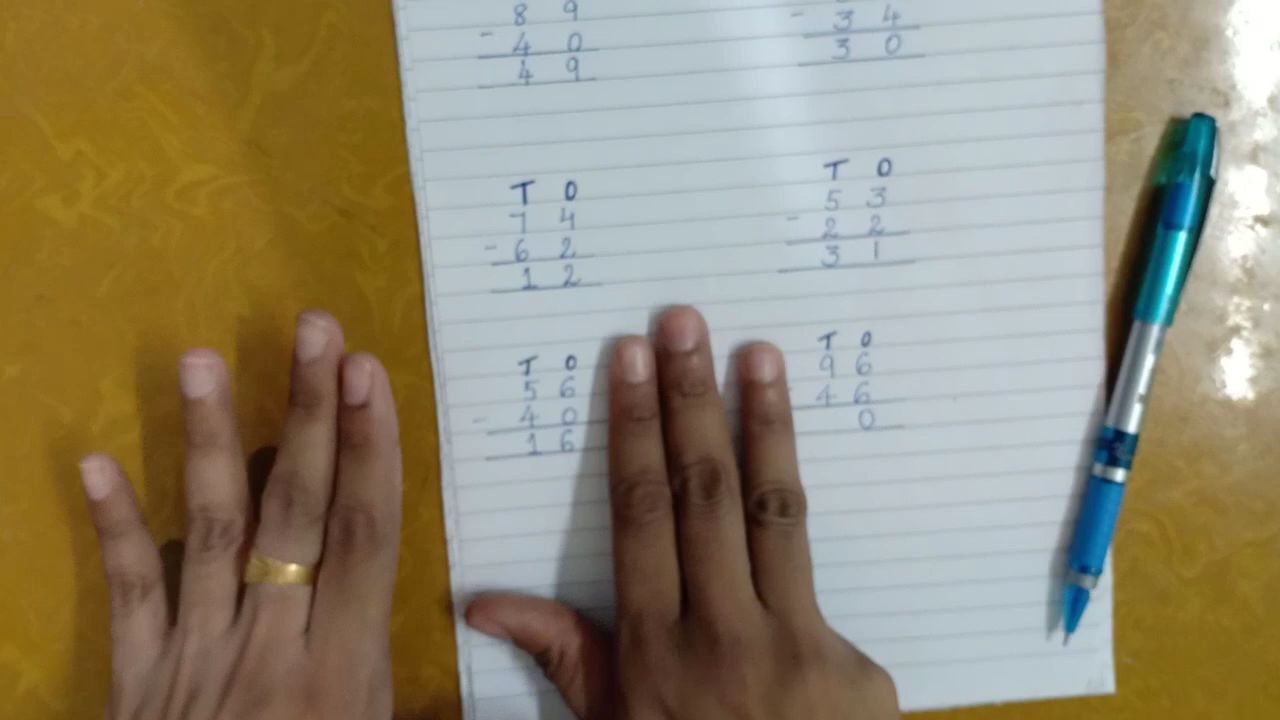 8 9
- 4 0
4 9
- 3 4
3 0
T O
7 4
- 6 2
1 2
T O
5 3
- 2 2
3 1
T O
5 6
- 4 0
1 6
T O
9 6
4 6
0